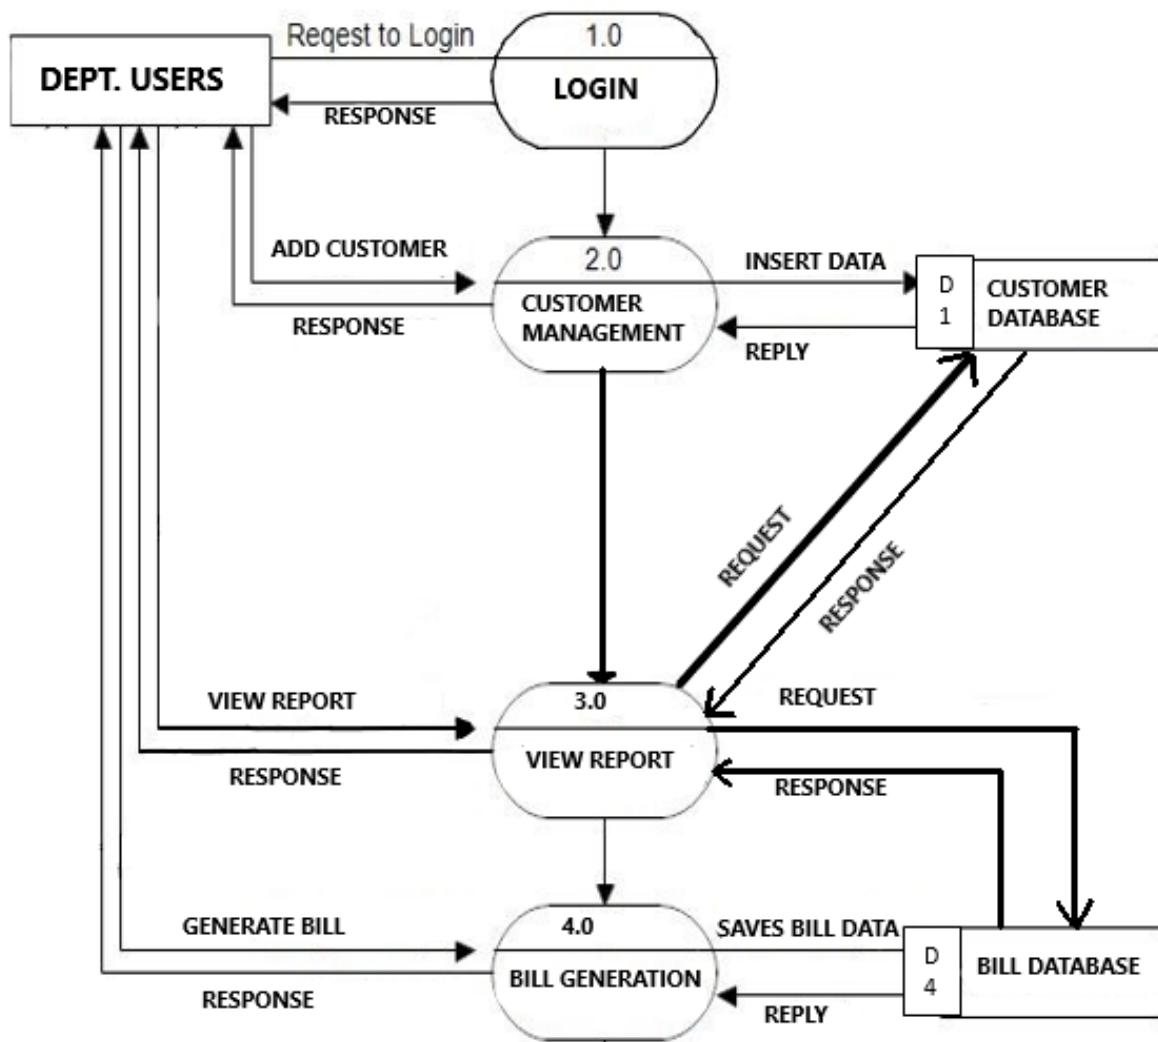 Reqest to Login
1.0
DEPT. USERS
LOGIN
RESPONSE
ADD CUSTOMER
2.0
INSERT DATA
D
1
CUSTOMER
DATABASE
CUSTOMER
MANAGEMENT
RESPONSE
REPLY
REQUEST
RESPONSE
VIEW REPORT
3.0
REQUEST
VIEW REPORT
RESPONSE
RESPONSE
GENERATE BILL
4.0
SAVES BILL DATA
D
4
BILL DATABASE
BILL GENERATION
RESPONSE
REPLY